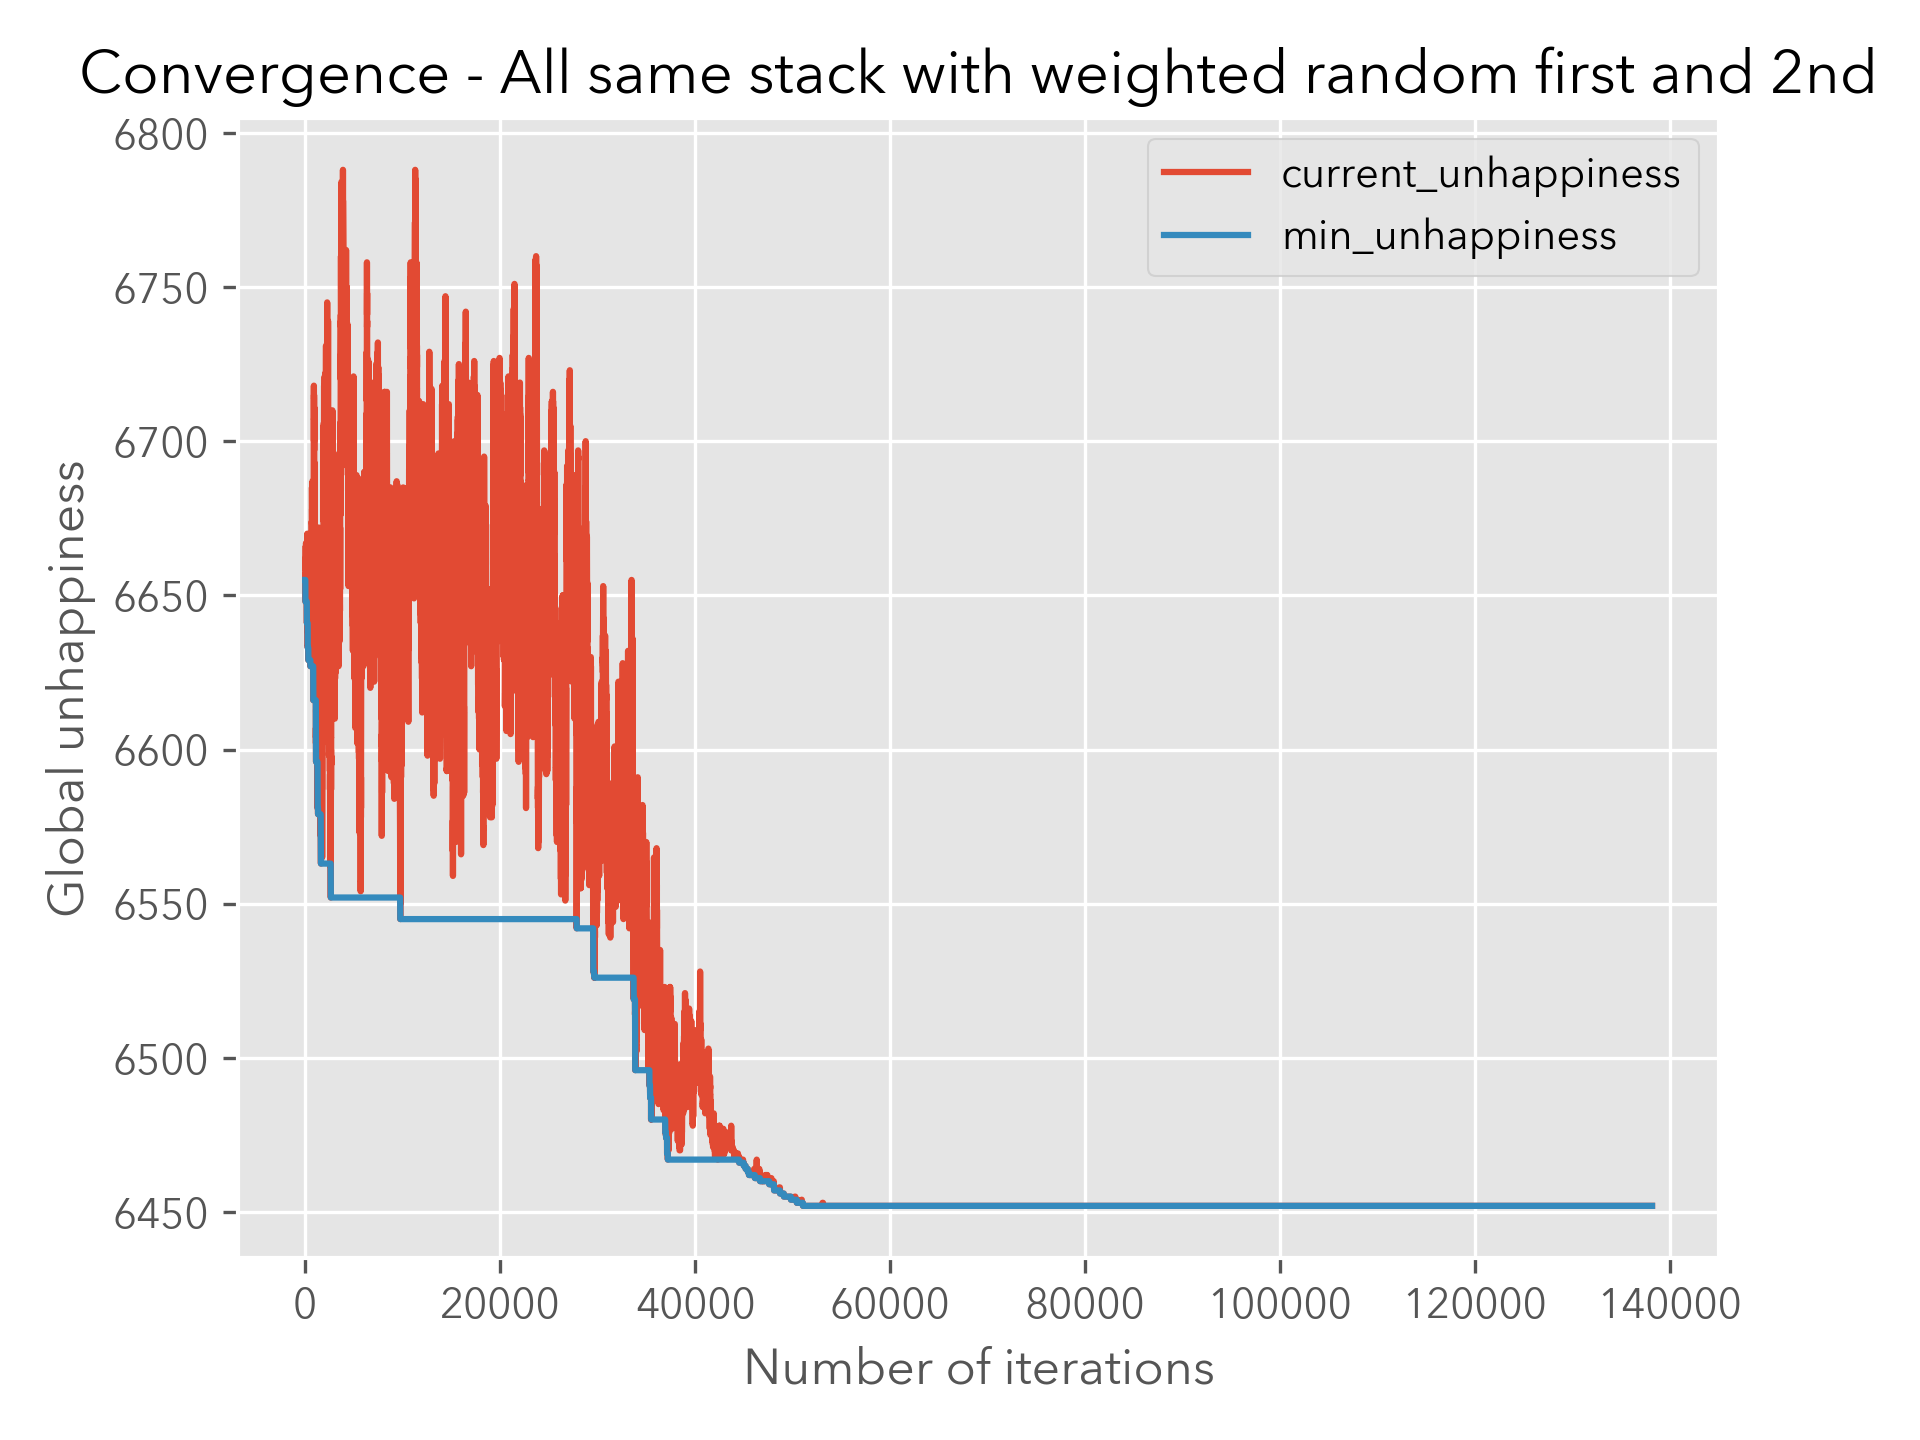 Convergence - All same stack with weighted random first and 2nd
current_unhappiness
min_unhappiness
Global unhappiness
6800
6750
6700
6650
6600
6550
6500
6450
0 20000 40000 60000 80000 100000 120000 140000
Number of iterations